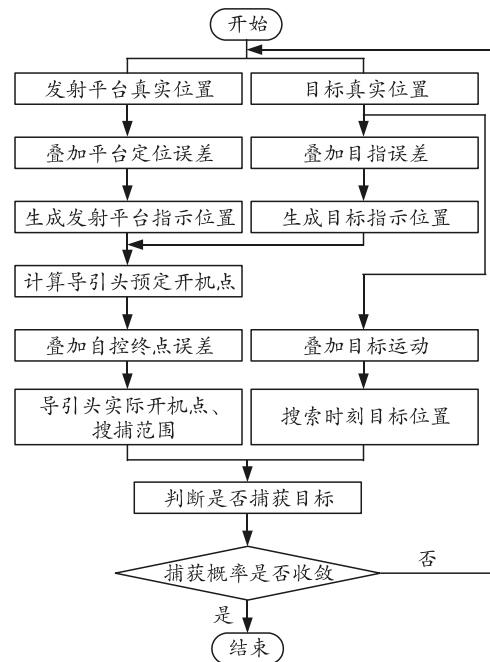 开始
发射平台真实位置
目标真实位置
叠加平台定位误差
叠加目指误差
生成发射平台指示位置
生成目标指示位置
计算导引头预定开机点
叠加自控终点误差
叠加目标运动
导引头实际开机点、
搜捕范围
搜索时刻目标位置
判断是否捕获目标
捕获概率是否收敛
否
是
结束